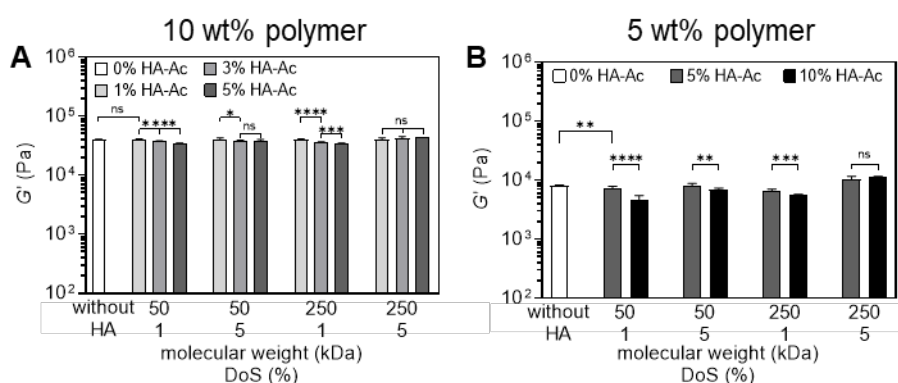 10 wt% polymer
A
0% HA-Ac 3% HA-Ac
1% HA-Ac 5% HA-Ac
ns
****
*
ns
****
***
ns
G' (Pa)
10⁶
10⁵
10⁴
10³
10²
without 50 50 250 250
HA 1 5 1 5
molecular weight (kDa)
DoS (%)
5 wt% polymer
B
0% HA-Ac 5% HA-Ac 10% HA-Ac
**
****
**
***
ns
G' (Pa)
10⁶
10⁵
10⁴
10³
10²
without 50 50 250 250
HA 1 5 1 5
molecular weight (kDa)
DoS (%)